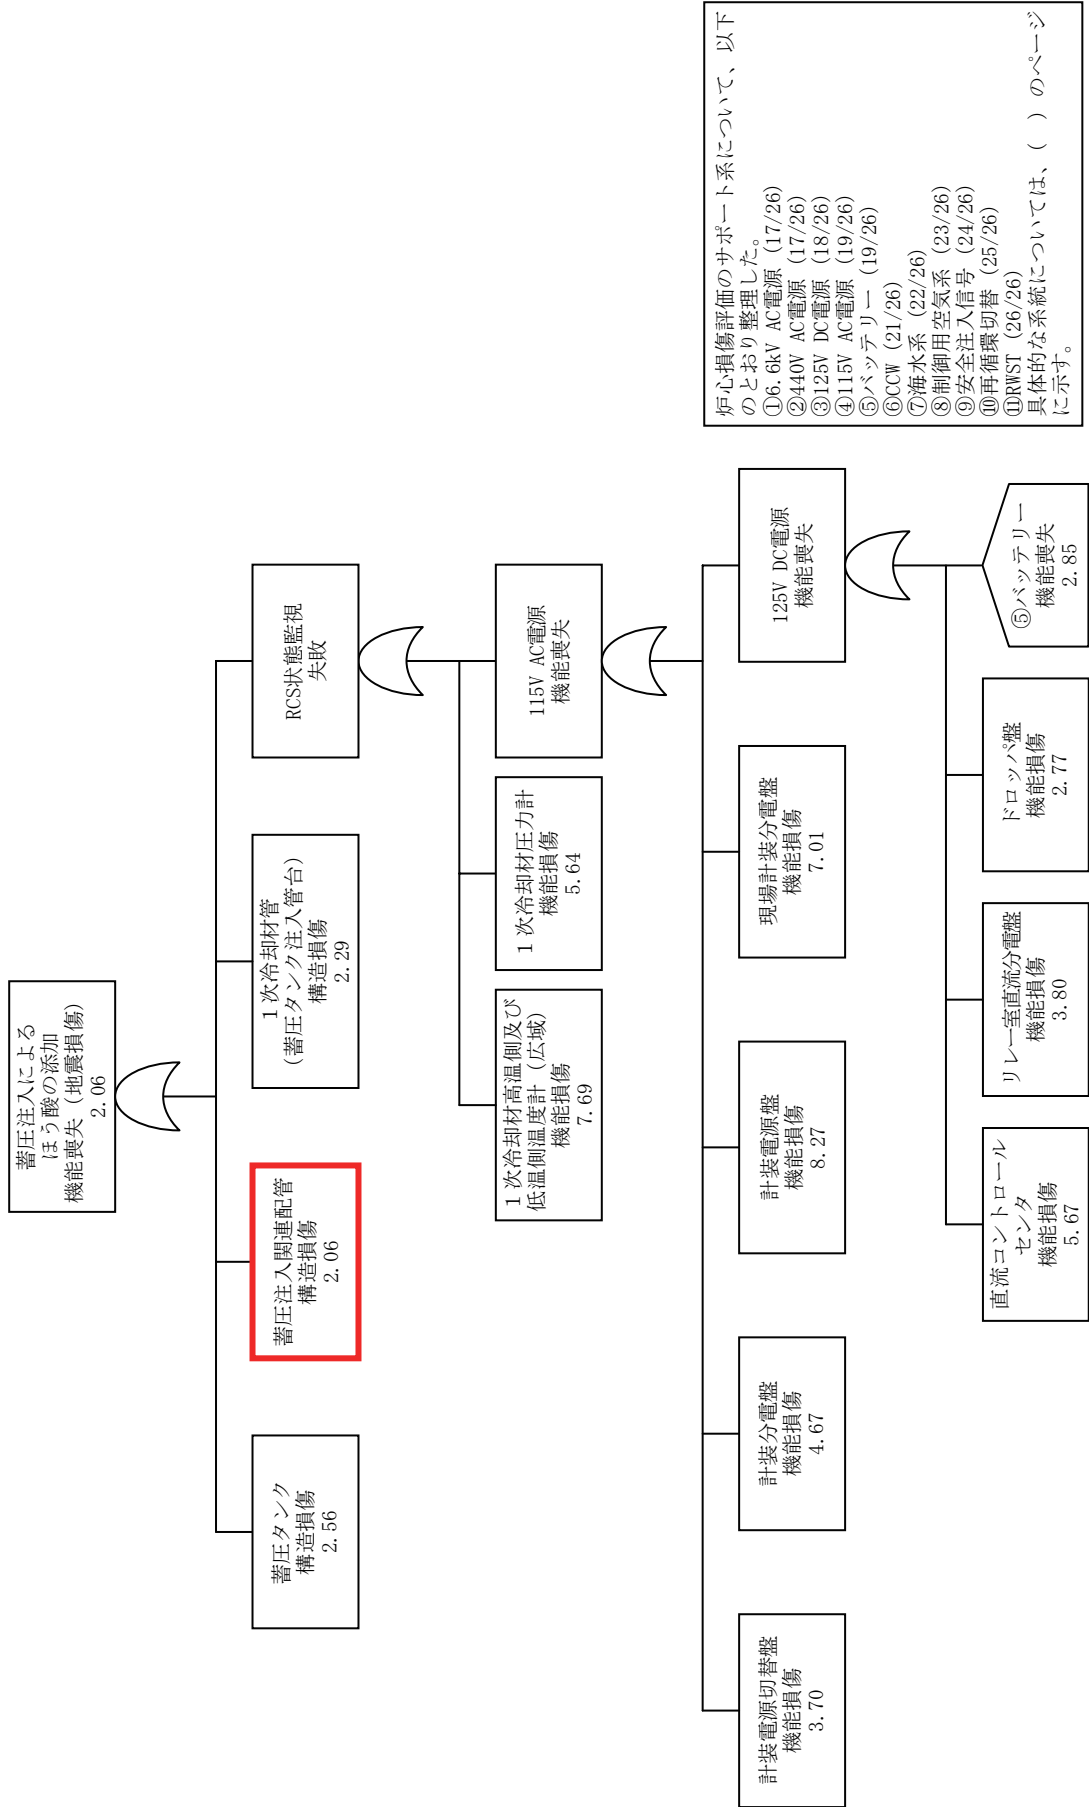 蓄圧注入による
ほう酸の添加
機能喪失（地震損傷）
2.06
蓄圧タンク
構造損傷
2.56
蓄圧注入関連配管
構造損傷
2.06
１次冷却材管
（蓄圧タンク注入管台）
構造損傷
2.29
RCS状態監視
失敗
１次冷却材高温側及び
低温側温度計（広域）
機能損傷
7.69
１次冷却材圧力計
機能損傷
5.64
115V AC電源
機能喪失
計装電源切替盤
機能損傷
3.70
計装分電盤
機能損傷
4.67
計装電源盤
機能損傷
8.27
現場計装分電盤
機能損傷
7.01
125V DC電源
機能喪失
直流コントロール
センタ
機能損傷
5.67
リレー室直流分電盤
機能損傷
3.80
ドロッパ盤
機能損傷
2.77
⑤バッテリー
機能喪失
2.85
炉心損傷評価のサポート系について、以下
のとおり整理した。
①6.6kV AC電源（17/26）
②440V AC電源（17/26）
③125V DC電源（18/26）
④115V AC電源（19/26）
⑤バッテリー（19/26）
⑥CCW（21/26）
⑦海水系（22/26）
⑧制御用空気系（23/26）
⑨安全注入信号（24/26）
⑩再循環切替（25/26）
⑪RWST（26/26）
具体的な系統については、（　）のページ
に示す。